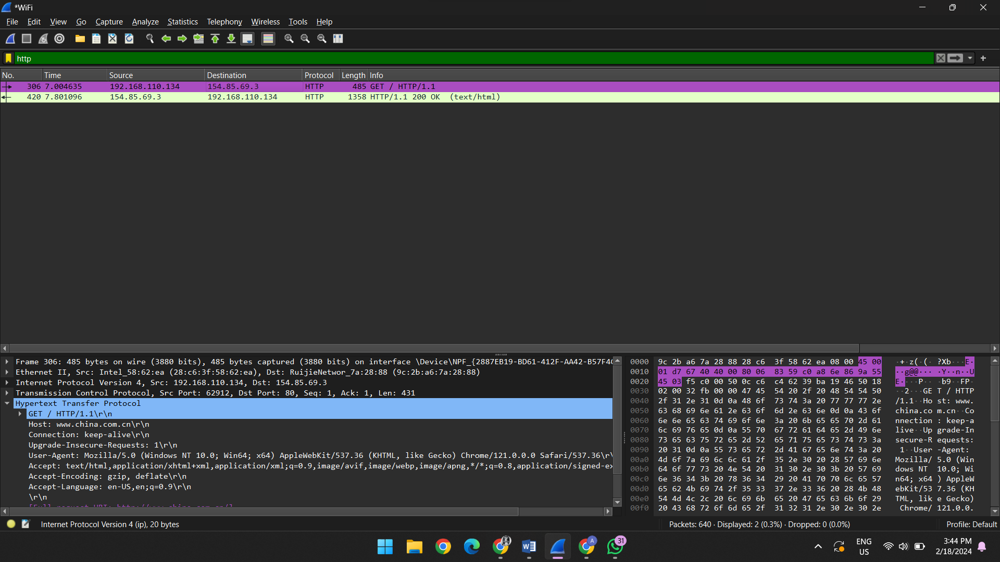 *WiFi
File Edit View Go Capture Analyze Statistics Telephony Wireless Tools Help
http
No. Time Source Destination Protocol Length Info
306 7.004635 192.168.110.134 154.85.69.3 HTTP 485 GET / HTTP/1.1
420 7.801096 154.85.69.3 192.168.110.134 HTTP 1358 HTTP/1.1 200 OK (text/html)
Frame 306: 485 bytes on wire (3880 bits), 485 bytes captured (3880 bits) on interface \Device\NPF_{2887EB19-BD61-412F-AA42-B57F4
Ethernet II, Src: Intel_58:62:ea (28:c6:3f:58:62:ea), Dst: RuijieNetwor_7a:28:88 (9c:2b:a6:7a:28:88)
Internet Protocol Version 4, Src: 192.168.110.134, Dst: 154.85.69.3
Transmission Control Protocol, Src Port: 62912, Dst Port: 80, Seq: 1, Ack: 1, Len: 431
Hypertext Transfer Protocol
GET / HTTP/1.1\r\n
Host: www.china.com.cn\r\n
Connection: keep-alive\r\n
Upgrade-Insecure-Requests: 1\r\n
User-Agent: Mozilla/5.0 (Windows NT 10.0; Win64; x64) AppleWebKit/537.36 (KHTML, like Gecko) Chrome/121.0.0.0 Safari/537.36\r\
Accept: text/html,application/xhtml+xml,application/xml;q=0.9,image/avif,image/webp,image/apng,*/*;q=0.8,application/signed-ex
Accept-Encoding: gzip, deflate\r\n
Accept-Language: en-US,en;q=0.9\r\n
\r\n
[Full request URI: http://www.china.com.cn/]
0000 9c 2b a6 7a 28 88 28 c6 3f 58 62 ea 08 00 45 00 ·+·z(·(· ?Xb···E·
0010 01 d7 67 40 40 00 80 06 83 59 c0 a8 6e 86 9a 55 ··g@@··· ·Y··n··U
0020 45 03 f5 c0 00 50 0c c6 c4 62 39 ba 19 46 50 18 E····P·· ·b9··FP·
0030 02 00 32 fb 00 00 47 45 54 20 2f 20 48 54 54 50 ··2···GE T / HTTP
0040 2f 31 2e 31 0d 0a 48 6f 73 74 3a 20 77 77 77 2e /1.1··Ho st: www.
0050 63 68 69 6e 61 2e 63 6f 6d 2e 63 6e 0d 0a 43 6f china.co m.cn··Co
0060 6e 6e 65 63 74 69 6f 6e 3a 20 6b 65 65 70 2d 61 nnection : keep-a
0070 6c 69 76 65 0d 0a 55 70 67 72 61 64 65 2d 49 6e live··Up grade-In
0080 73 65 63 75 72 65 2d 52 65 71 75 65 73 74 73 3a secure-R equests:
0090 20 31 0d 0a 55 73 65 72 2d 41 67 65 6e 74 3a 20 1··User -Agent:
00a0 4d 6f 7a 69 6c 6c 61 2f 35 2e 30 20 28 57 69 6e Mozilla/ 5.0 (Win
00b0 64 6f 77 73 20 4e 54 20 31 30 2e 30 3b 20 57 69 dows NT 10.0; Wi
00c0 6e 36 34 3b 20 78 36 34 29 20 41 70 70 6c 65 57 n64; x64 ) AppleW
00d0 65 62 4b 69 74 2f 35 33 37 2e 33 36 20 28 4b 48 ebKit/53 7.36 (KH
00e0 54 4d 4c 2c 20 6c 69 6b 65 20 47 65 63 6b 6f 29 TML, lik e Gecko)
00f0 20 43 68 72 6f 6d 65 2f 31 32 31 2e 30 2e 30 2e Chrome/ 121.0.0.
Internet Protocol Version 4 (ip), 20 bytes
Packets: 640 · Displayed: 2 (0.3%) · Dropped: 0 (0.0%)
Profile: Default
A
31
ENG
US
3:44 PM
2/18/2024